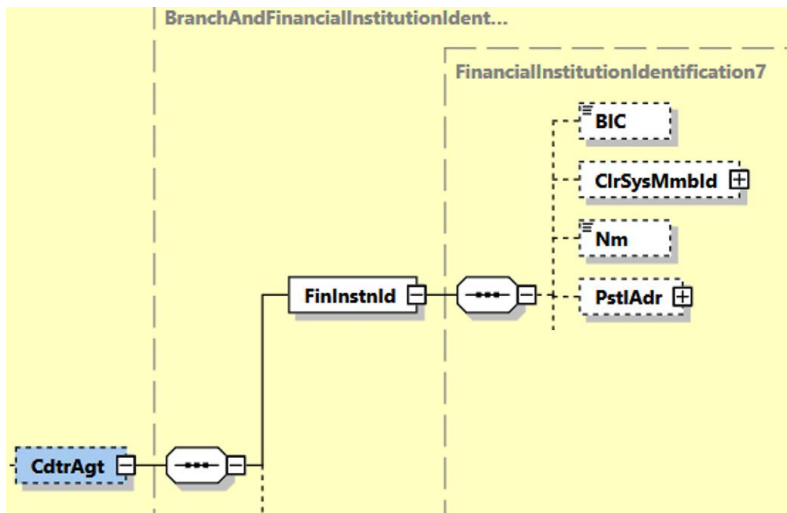 BranchAndFinancialInstitutionIdent...
FinancialInstitutionIdentification7
BIC
ClrSysMmbId
Nm
PstlAdr
FinInstnId
CdtrAgt